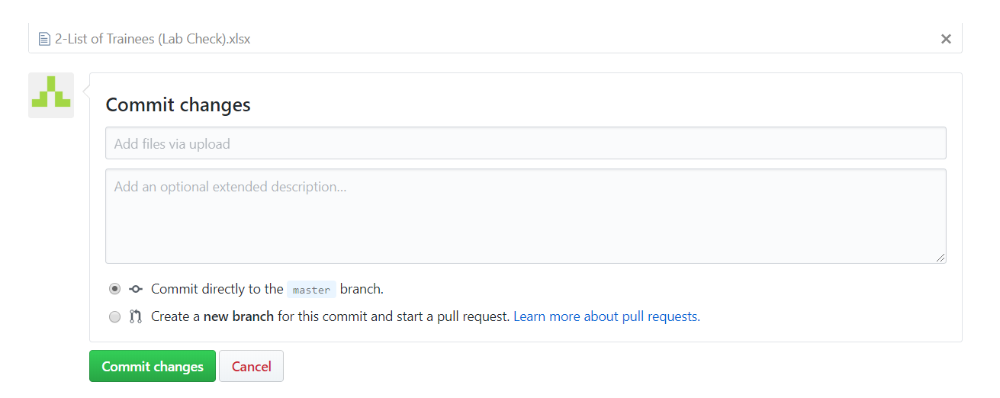 2-List of Trainees (Lab Check).xlsx
Commit changes
Add files via upload
Add an optional extended description...
Commit directly to the master branch.
Create a new branch for this commit and start a pull request. Learn more about pull requests.
Commit changes Cancel